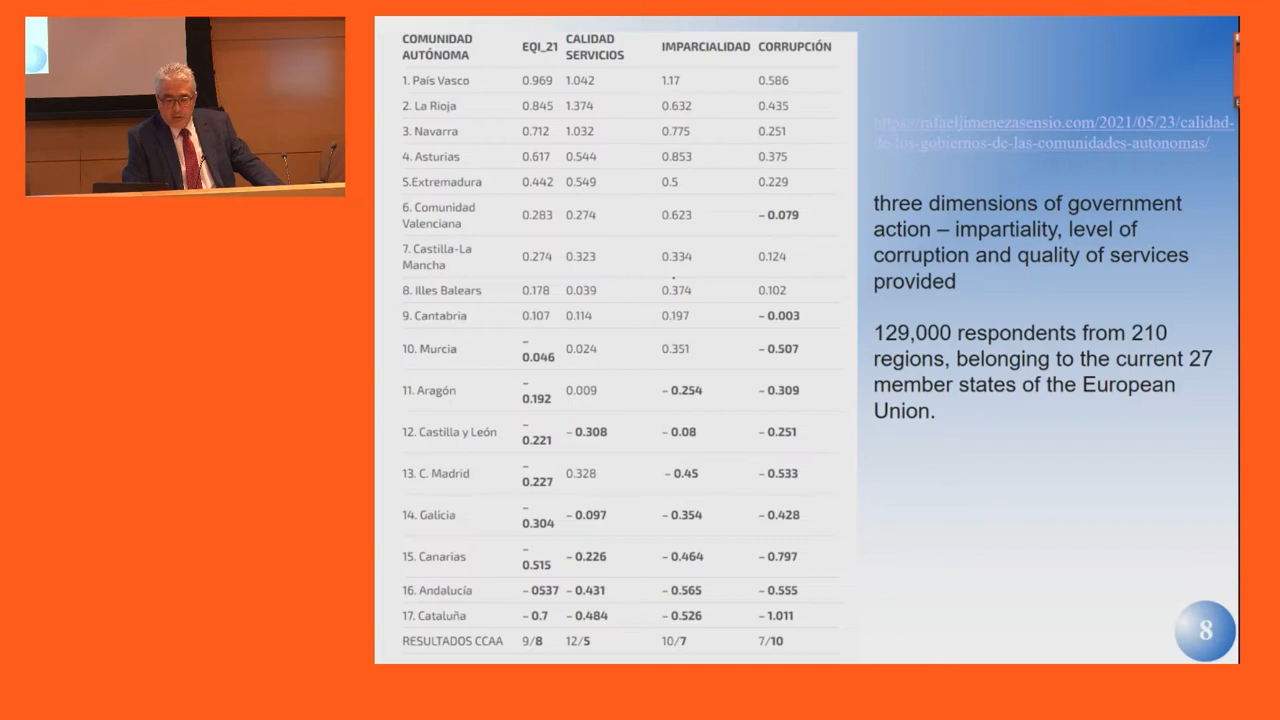 COMUNIDAD AUTÓNOMA EQI_21 CALIDAD SERVICIOS IMPARCIALIDAD CORRUPCIÓN
1. País Vasco 0.969 1.042 1.17 0.586
2. La Rioja 0.845 1.374 0.632 0.435
3. Navarra 0.712 1.032 0.775 0.251
4. Asturias 0.617 0.544 0.853 0.375
5.Extremadura 0.442 0.549 0.5 0.229
6. Comunidad Valenciana 0.283 0.274 0.623 – 0.079
7. Castilla-La Mancha 0.274 0.323 0.334 0.124
8. Illes Balears 0.178 0.039 0.374 0.102
9. Cantabria 0.107 0.114 0.197 – 0.003
10. Murcia – 0.046 0.024 0.351 – 0.507
11. Aragón – 0.192 0.009 – 0.254 – 0.309
12. Castilla y León – 0.221 – 0.308 – 0.08 – 0.251
13. C. Madrid – 0.227 0.328 – 0.45 – 0.533
14. Galicia – 0.304 – 0.097 – 0.354 – 0.428
15. Canarias – 0.515 – 0.226 – 0.464 – 0.797
16. Andalucía – 0537 – 0.431 – 0.565 – 0.555
17. Cataluña – 0.7 – 0.484 – 0.526 – 1.011
RESULTADOS CCAA 9/8 12/5 10/7 7/10
https://rafaeljimenezasensio.com/2021/05/23/calidad-
de-los-gobiernos-de-las-comunidades-autonomas/
three dimensions of government
action – impartiality, level of
corruption and quality of services
provided
129,000 respondents from 210
regions, belonging to the current 27
member states of the European
Union.
8